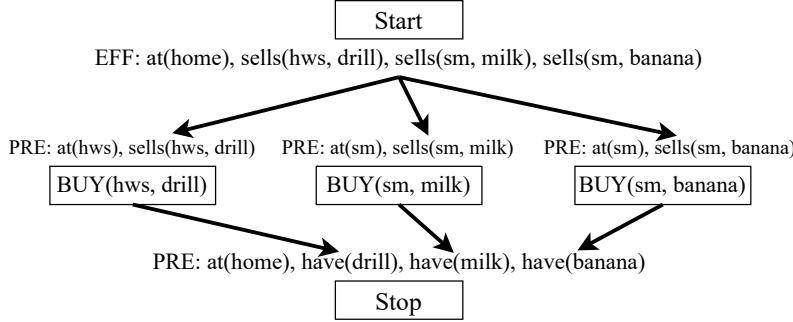 Start
EFF: at(home), sells(hws, drill), sells(sm, milk), sells(sm, banana)
PRE: at(hws), sells(hws, drill) PRE: at(sm), sells(sm, milk) PRE: at(sm), sells(sm, banana)
BUY(hws, drill) BUY(sm, milk) BUY(sm, banana)
PRE: at(home), have(drill), have(milk), have(banana)
Stop